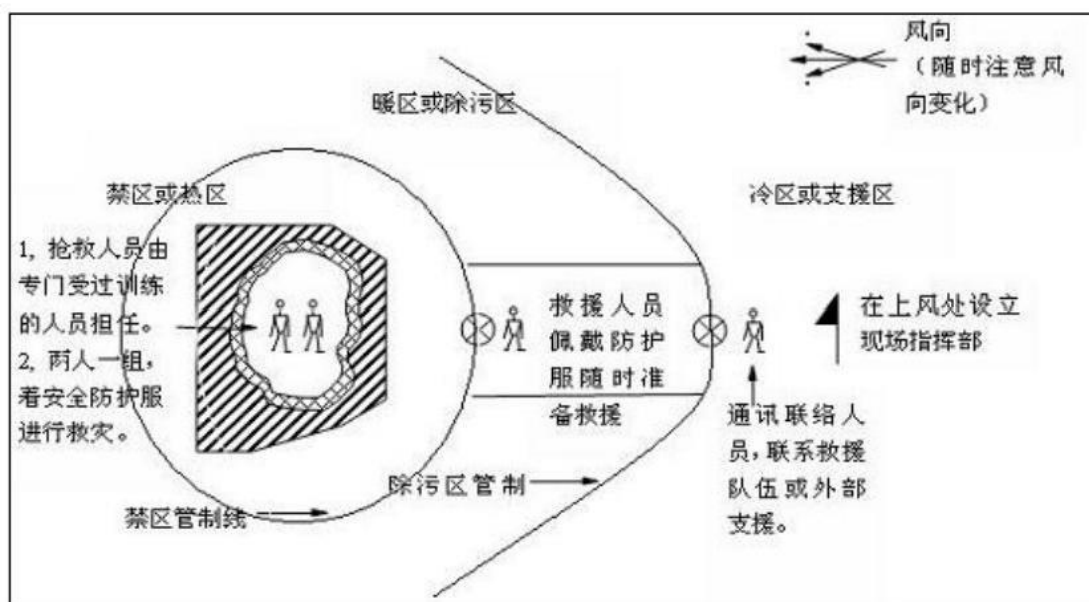 风向
（随时注意风
向变化）
暖区或除污区
禁区或热区
冷区或支援区
1, 抢救人员由
专门受过训练
的人员担任。
2, 两人一组，
着安全防护服
进行救灾。
救援人员
佩戴防护
服随时准
备救援
在上风处设立
现场指挥部
通讯联络人
员，联系救援
队伍或外部
支援。
除污区管制
禁区管制线